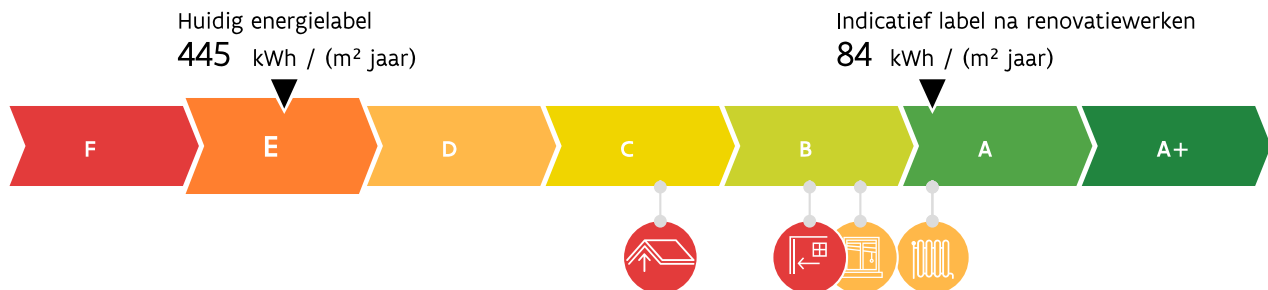 Huidig energielabel
445 kWh / (m² jaar)
Indicatief label na renovatiewerken
84 kWh / (m² jaar)
F E D C B A A+